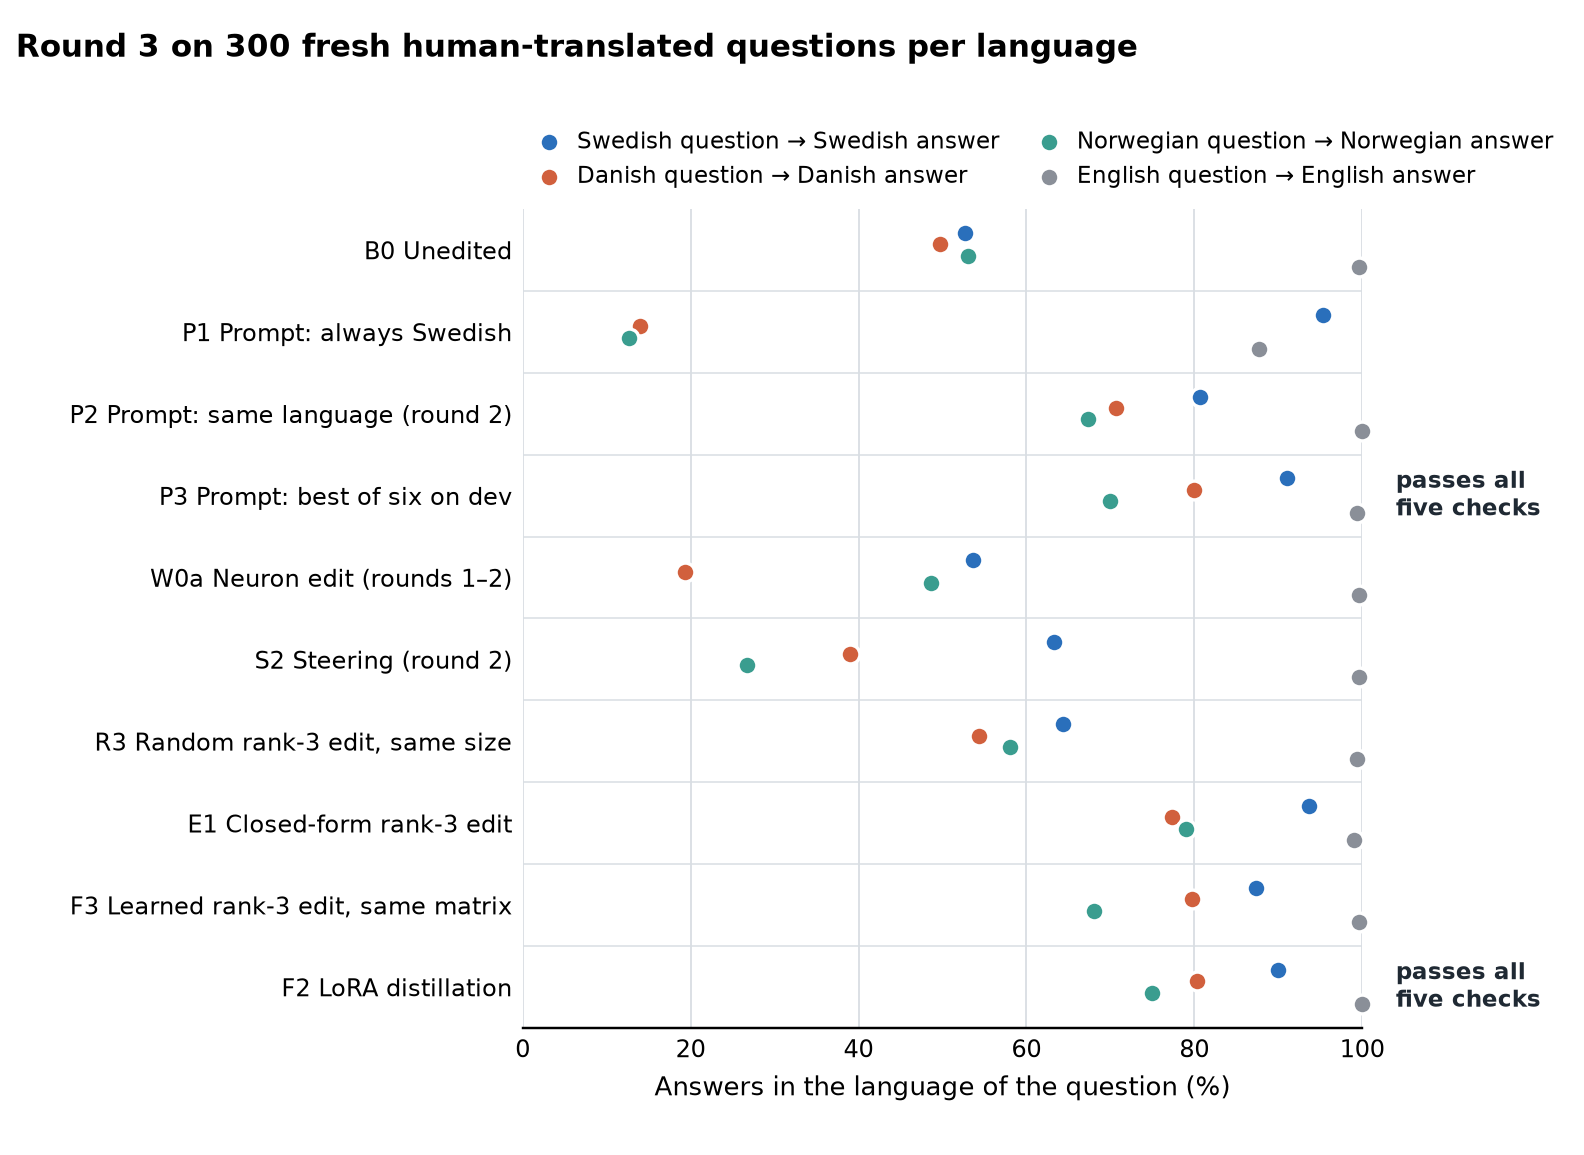 Round 3 on 300 fresh human-translated questions per language
Swedish question → Swedish answer
Danish question → Danish answer
Norwegian question → Norwegian answer
English question → English answer
B0 Unedited
P1 Prompt: always Swedish
P2 Prompt: same language (round 2)
P3 Prompt: best of six on dev
passes all
five checks
W0a Neuron edit (rounds 1–2)
S2 Steering (round 2)
R3 Random rank-3 edit, same size
E1 Closed-form rank-3 edit
F3 Learned rank-3 edit, same matrix
F2 LoRA distillation
passes all
five checks
0 20 40 60 80 100
Answers in the language of the question (%)